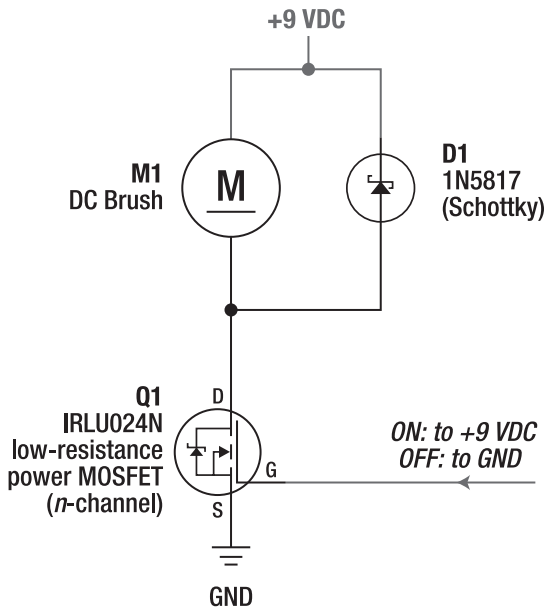 +9 VDC
M1
DC Brush
M
D1
1N5817
(Schottky)
Q1
IRLU024N
low-resistance
power MOSFET
(n-channel)
D
G
S
ON: to +9 VDC
OFF: to GND
GND